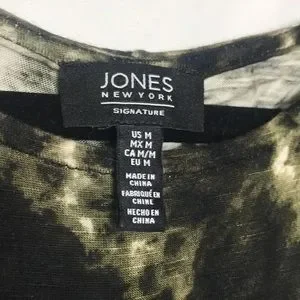 JONES
NEW YORK
SIGNATURE
US M
MX M
CA M/M
EU M
MADE IN
CHINA
FABRIQUÉ EN
CHINE
HECHO EN
CHINA